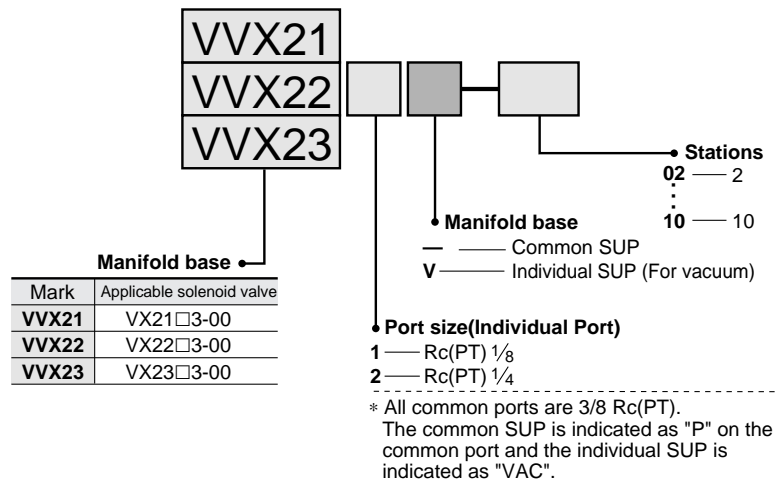 VVX21
VVX22
VVX23
Stations
02 — 2
10 — 10
Manifold base
— — Common SUP
V — Individual SUP (For vacuum)
Manifold base
Mark Applicable solenoid valve
VVX21 VX21□3-00
VVX22 VX22□3-00
VVX23 VX23□3-00
Port size(Individual Port)
1 — Rc(PT) 1⁄8
2 — Rc(PT) 1⁄4
* All common ports are 3/8 Rc(PT).
The common SUP is indicated as "P" on the
common port and the individual SUP is
indicated as "VAC".